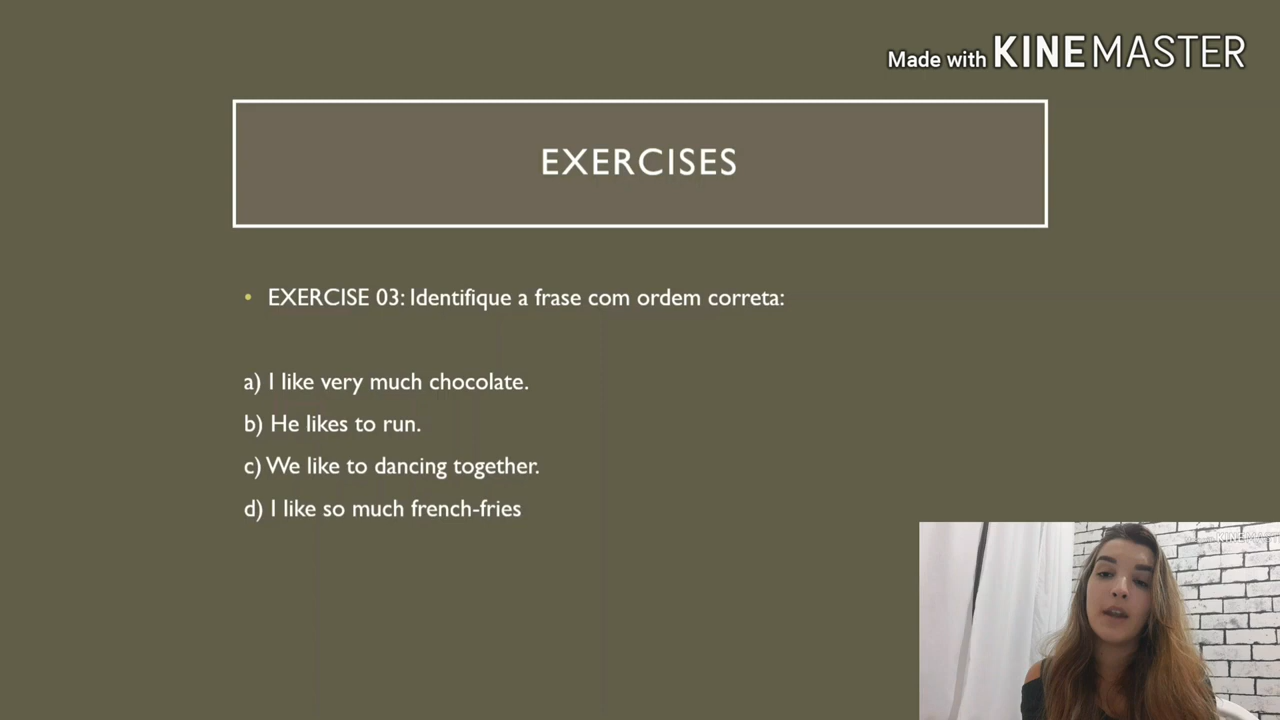 Made with KINEMASTER
EXERCISES
• EXERCISE 03: Identifique a frase com ordem correta:
a) I like very much chocolate.
b) He likes to run.
c) We like to dancing together.
d) I like so much french-fries